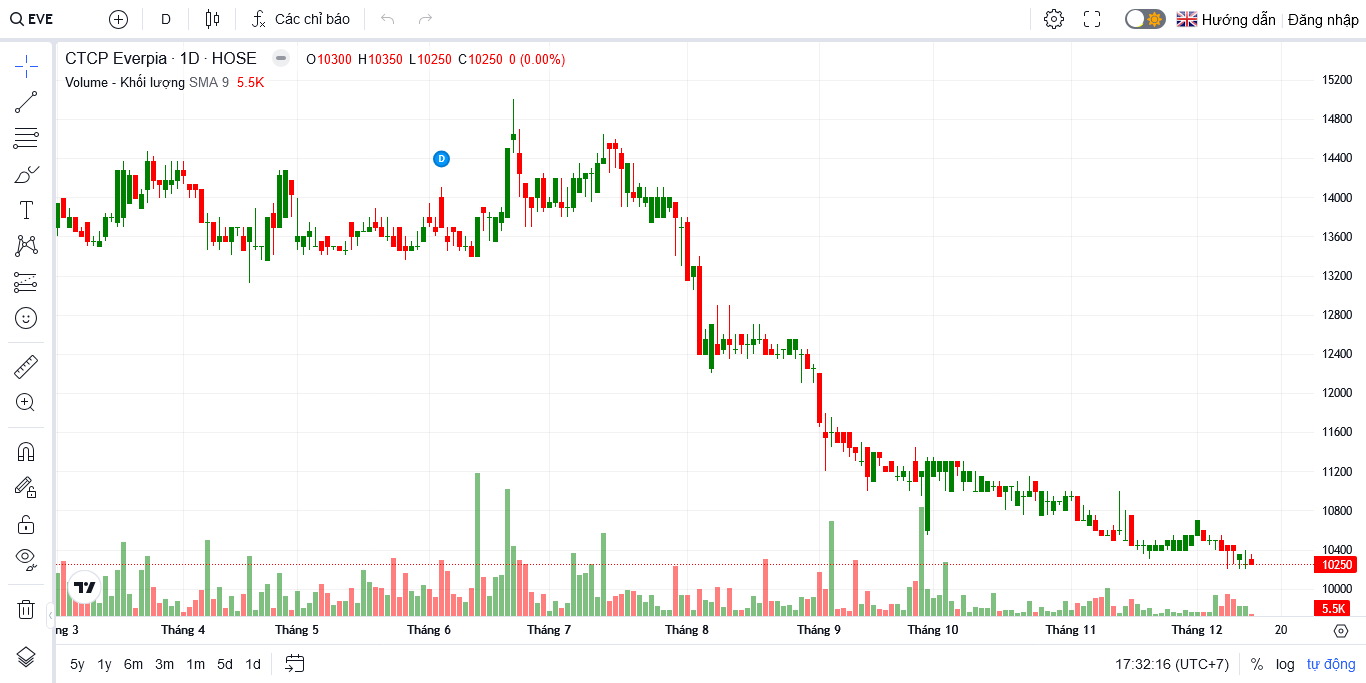 EVE D Các chỉ báo Hướng dẫn Đăng nhập
CTCP Everpia · 1D · HOSE O10300 H10350 L10250 C10250 0 (0.00%)
Volume - Khối lượng SMA 9 5.5K
D
15200
14800
14400
14000
13600
13200
12800
12400
12000
11600
11200
10800
10400
10250
10000
5.5K
ng 3 Tháng 4 Tháng 5 Tháng 6 Tháng 7 Tháng 8 Tháng 9 Tháng 10 Tháng 11 Tháng 12 20
5y 1y 6m 3m 1m 5d 1d 17:32:16 (UTC+7) % log tự động